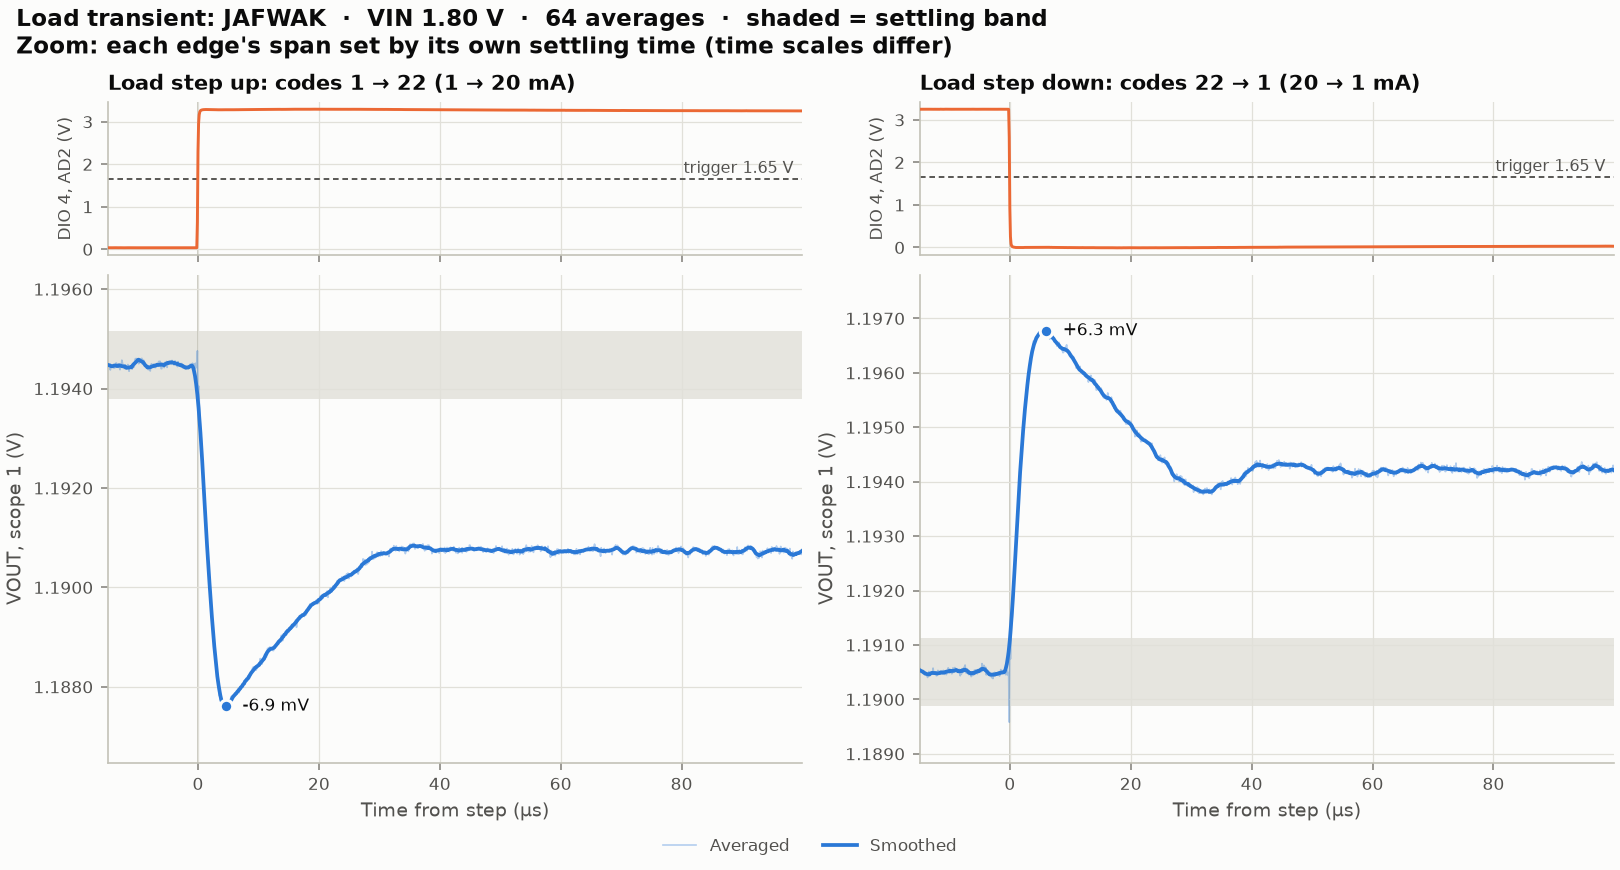 Load transient: JAFWAK · VIN 1.80 V · 64 averages · shaded = settling band
Zoom: each edge's span set by its own settling time (time scales differ)
Load step up: codes 1 → 22 (1 → 20 mA)
DIO 4, AD2 (V)
3
2
1
0
trigger 1.65 V
VOUT, scope 1 (V)
1.1960
1.1940
1.1920
1.1900
1.1880
-6.9 mV
0
20
40
60
80
Time from step (µs)
Load step down: codes 22 → 1 (20 → 1 mA)
DIO 4, AD2 (V)
3
2
1
0
trigger 1.65 V
VOUT, scope 1 (V)
1.1970
1.1960
1.1950
1.1940
1.1930
1.1920
1.1910
1.1900
1.1890
+6.3 mV
0
20
40
60
80
Time from step (µs)
Averaged
Smoothed